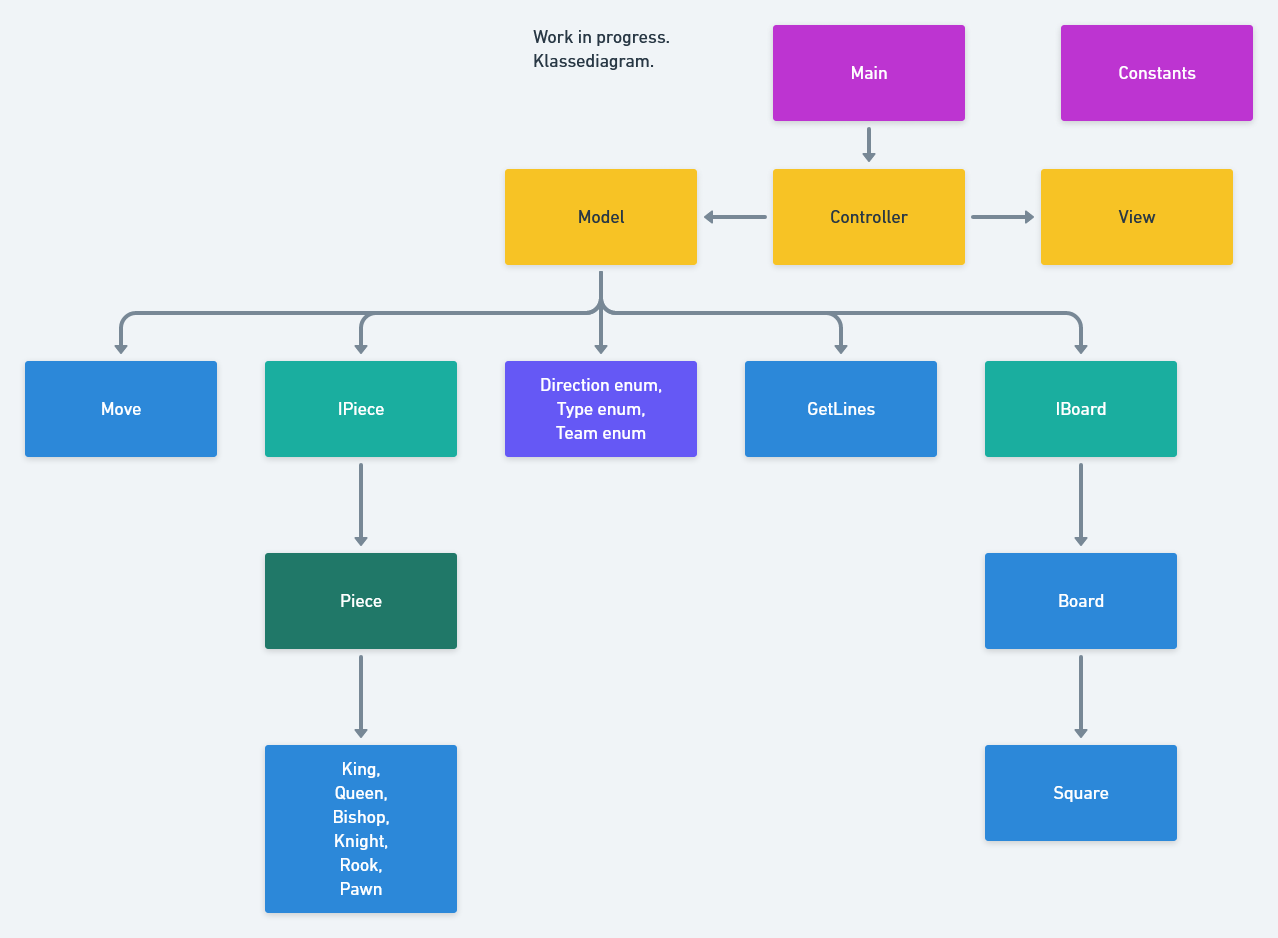 Work in progress.
Klassediagram.
Main
Constants
Model
Controller
View
Move
IPiece
Direction enum,
Type enum,
Team enum
GetLines
IBoard
Piece
Board
King,
Queen,
Bishop,
Knight,
Rook,
Pawn
Square